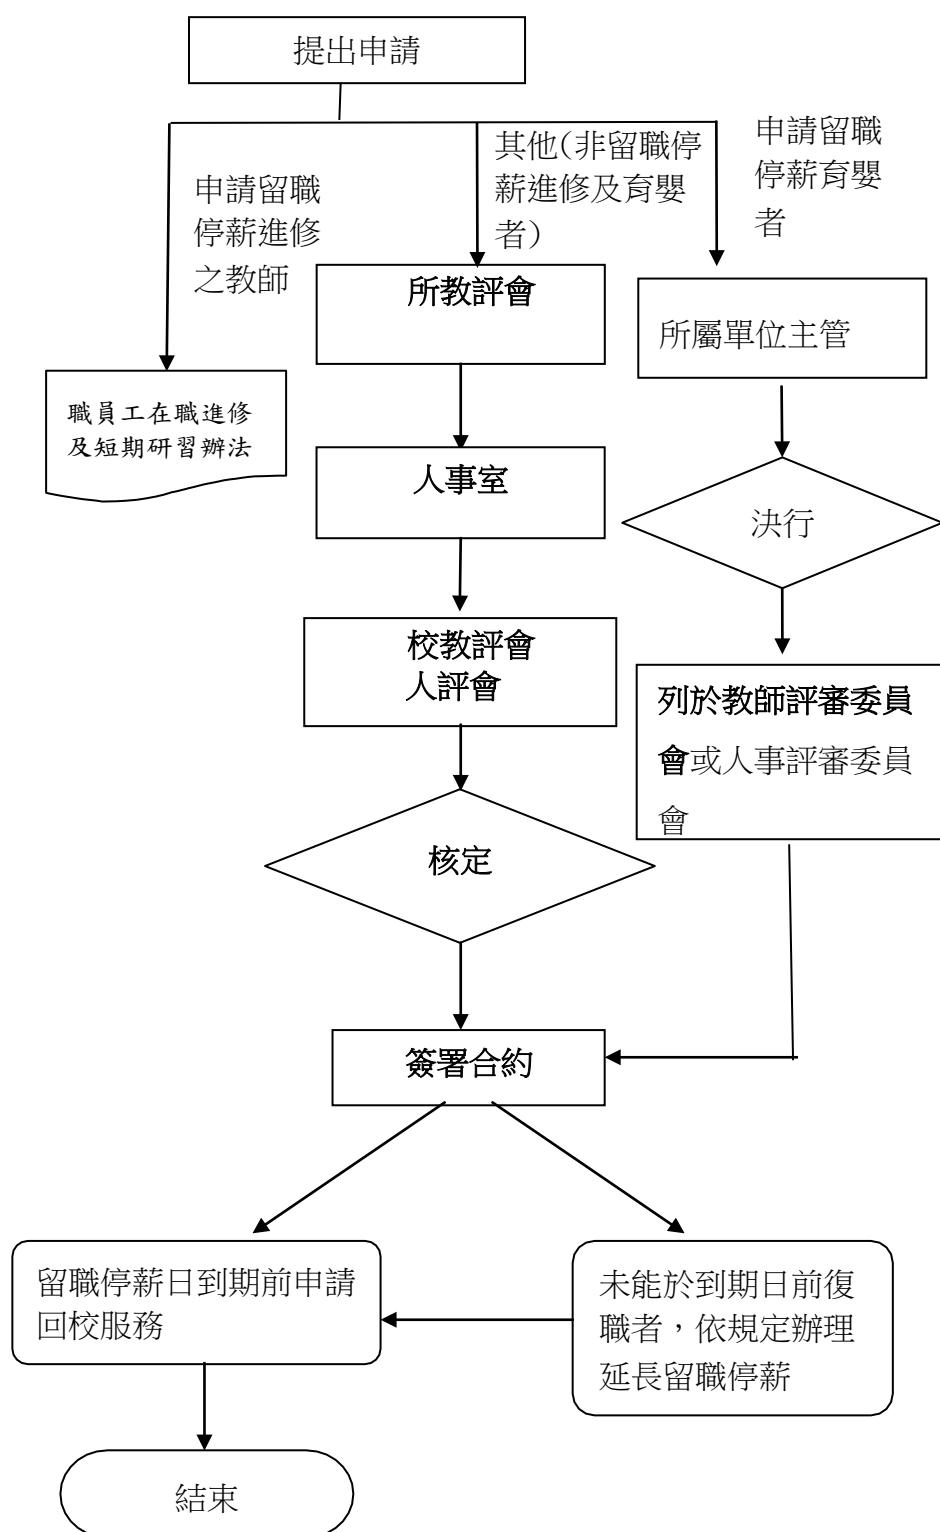 提出申請
申請留職
停薪進修
之教師
其他(非留職停
薪進修及育嬰
者)
申請留職
停薪育嬰
者
所教評會
所屬單位主管
職員工在職進修
及短期研習辦法
人事室
決行
校教評會
人評會
列於教師評審委員
會或人事評審委員
會
核定
簽署合約
留職停薪日到期前申請
回校服務
未能於到期日前復
職者，依規定辦理
延長留職停薪
結束